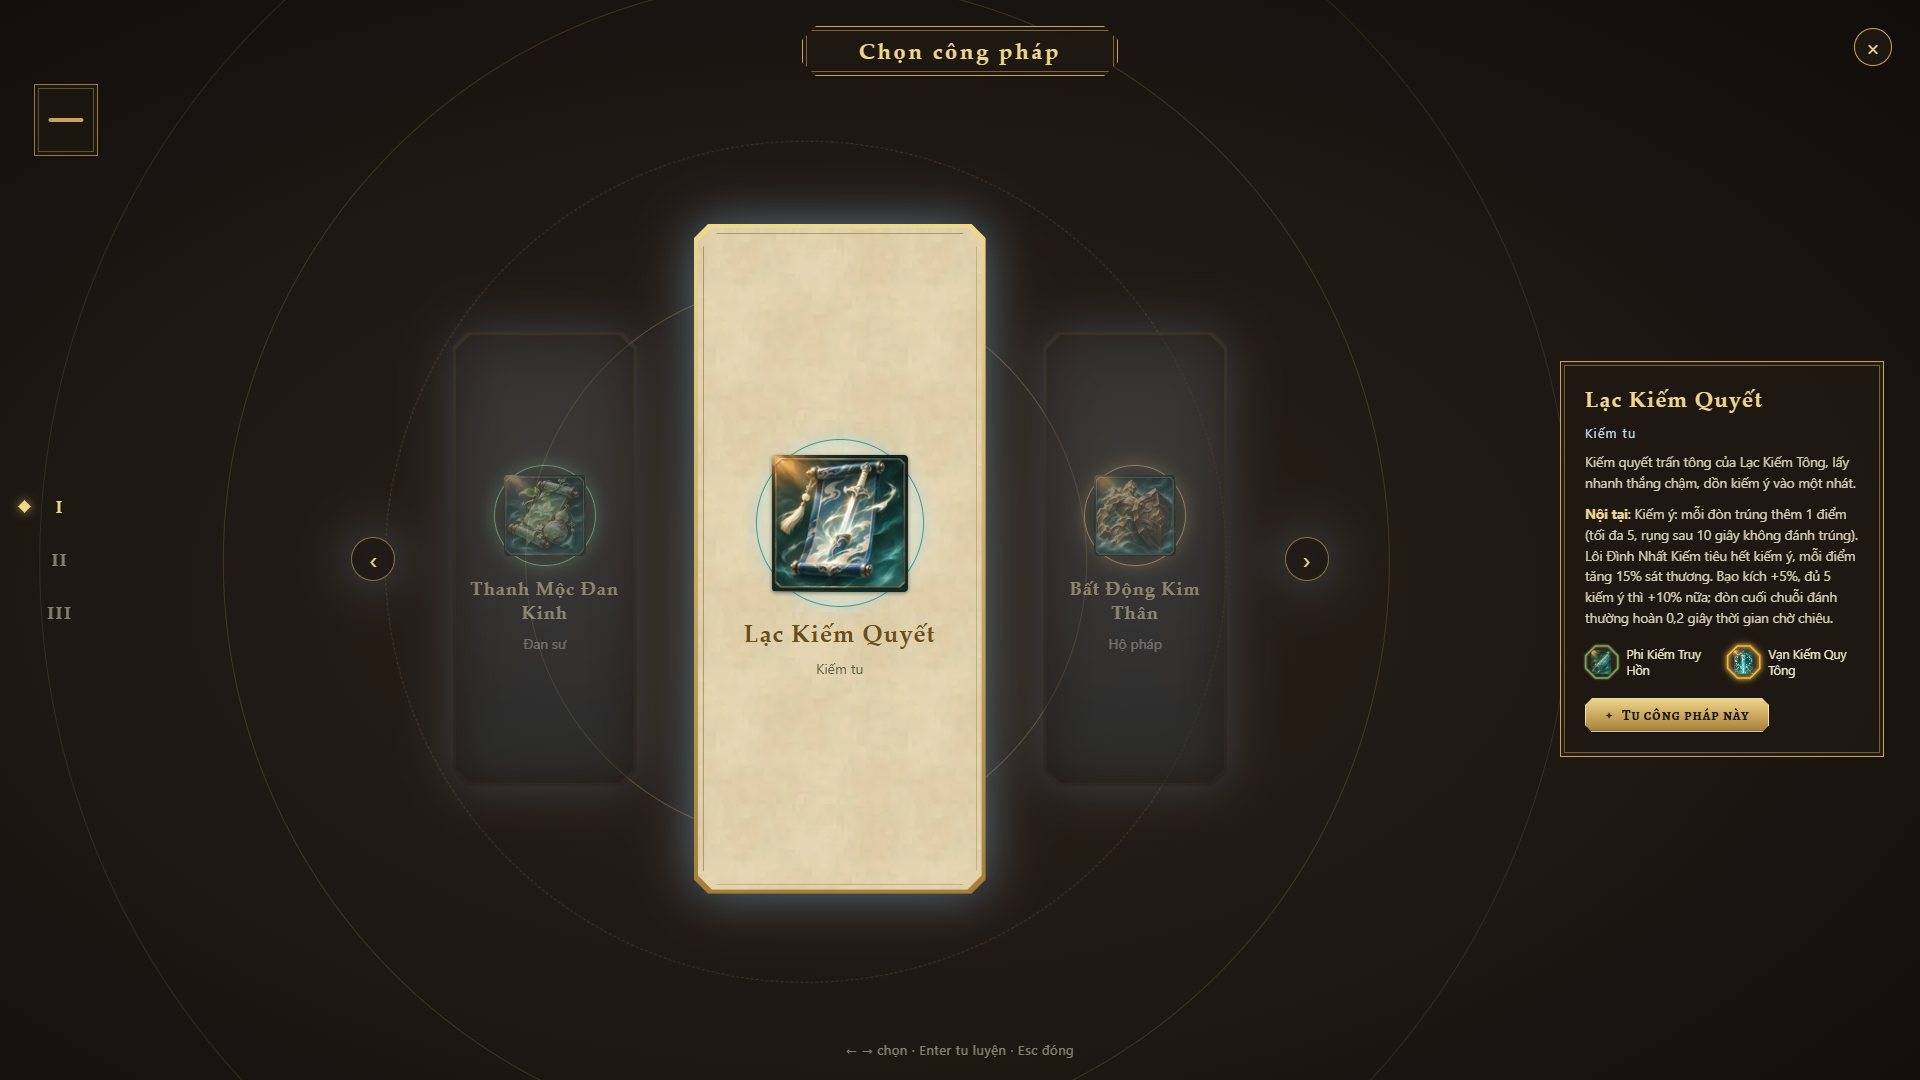 Chọn công pháp
×
I
II
III
‹
Thanh Mộc Đan
Kinh
Đan sư
Lạc Kiếm Quyết
Kiếm tu
Bất Động Kim
Thân
Hộ pháp
›
Lạc Kiếm Quyết
Kiếm tu
Kiếm quyết trấn tông của Lạc Kiếm Tông, lấy
nhanh thắng chậm, dồn kiếm ý vào một nhát.
Nội tại: Kiếm ý: mỗi đòn trúng thêm 1 điểm
(tối đa 5, rụng sau 10 giây không đánh trúng).
Lôi Đình Nhất Kiếm tiêu hết kiếm ý, mỗi điểm
tăng 15% sát thương. Bạo kích +5%, đủ 5
kiếm ý thì +10% nữa; đòn cuối chuỗi đánh
thường hoàn 0,2 giây thời gian chờ chiêu.
Phi Kiếm Truy
Hồn
Vạn Kiếm Quy
Tông
✦ Tu công pháp này
← → chọn · Enter tu luyện · Esc đóng